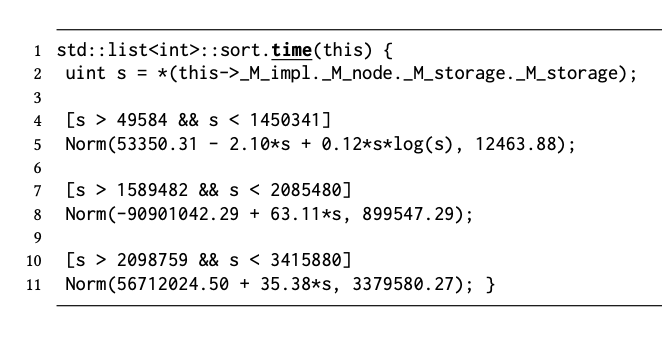 1 std::list<int>::sort.time(this) {
2 uint s = *(this->_M_impl._M_node._M_storage._M_storage);
3
4 [s > 49584 && s < 1450341]
5 Norm(53350.31 - 2.10*s + 0.12*s*log(s), 12463.88);
6
7 [s > 1589482 && s < 2085480]
8 Norm(-90901042.29 + 63.11*s, 899547.29);
9
10 [s > 2098759 && s < 3415880]
11 Norm(56712024.50 + 35.38*s, 3379580.27); }